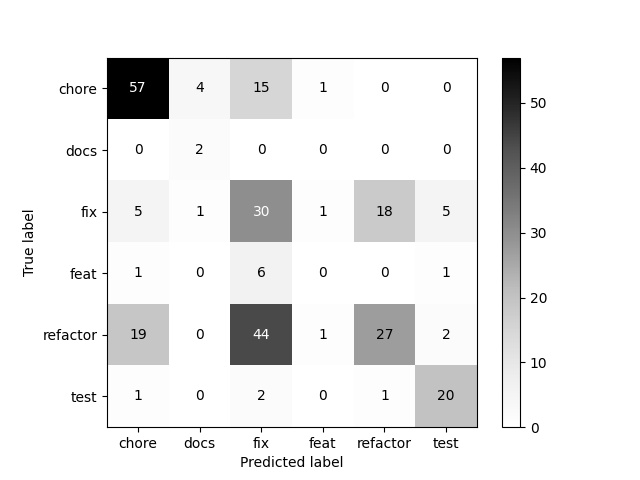 chore 57 4 15 1 0 0
docs 0 2 0 0 0 0
fix 5 1 30 1 18 5
feat 1 0 6 0 0 1
refactor 19 0 44 1 27 2
test 1 0 2 0 1 20
chore docs fix feat refactor test
Predicted label
True label
50
40
30
20
10
0